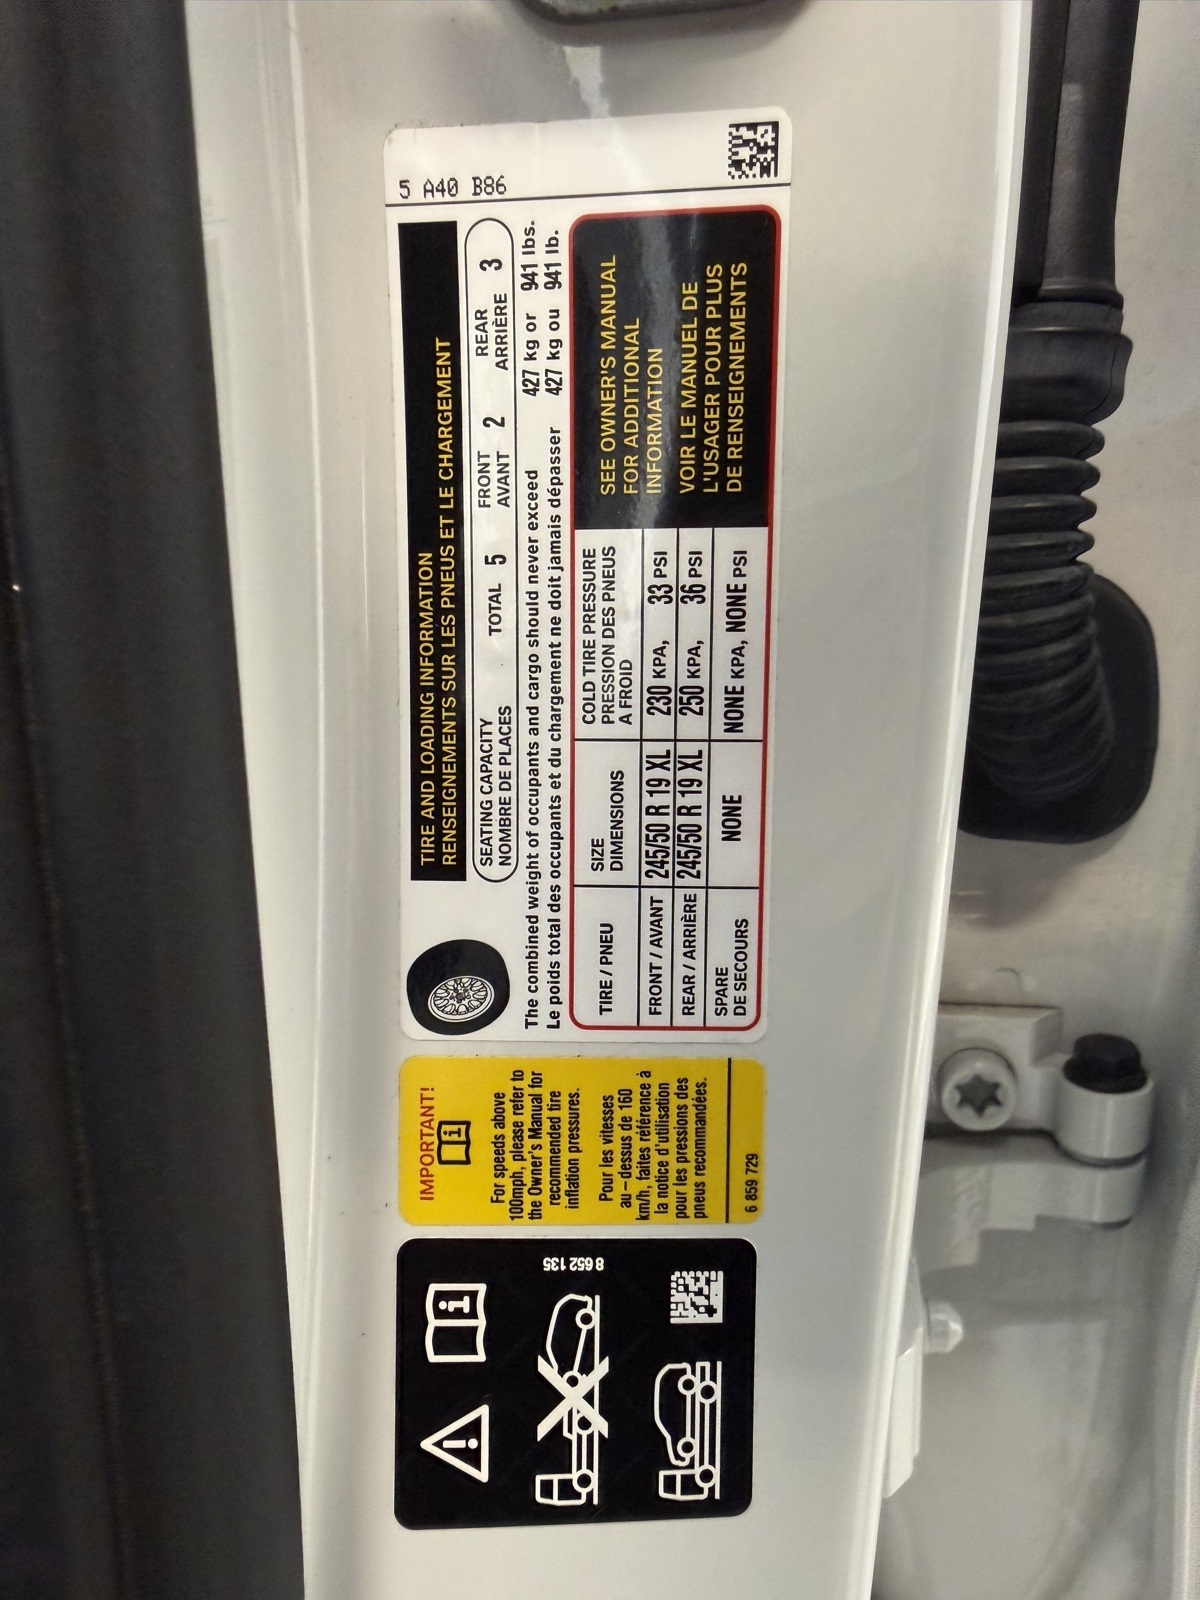 8 652 135
IMPORTANT!
For speeds above
100mph, please refer to
the Owner's Manual for
recommended tire
inflation pressures.
Pour les vitesses
au – dessus de 160
km/h, faites référence à
la notice d'utilisation
pour les pressions des
pneus recommandées.
6 859 729
TIRE AND LOADING INFORMATION
RENSEIGNEMENTS SUR LES PNEUS ET LE CHARGEMENT
SEATING CAPACITY
NOMBRE DE PLACES
TOTAL 5
FRONT
AVANT 2
REAR
ARRIÈRE 3
The combined weight of occupants and cargo should never exceed 427 kg or 941 lbs.
Le poids total des occupants et du chargement ne doit jamais dépasser 427 kg ou 941 lb.
TIRE / PNEU
SIZE
DIMENSIONS
COLD TIRE PRESSURE
PRESSION DES PNEUS
A FROID
FRONT / AVANT 245/50 R 19 XL 230 KPA, 33 PSI
REAR / ARRIÈRE 245/50 R 19 XL 250 KPA, 36 PSI
SPARE
DE SECOURS NONE NONE KPA, NONE PSI
SEE OWNER'S MANUAL
FOR ADDITIONAL
INFORMATION
VOIR LE MANUEL DE
L'USAGER POUR PLUS
DE RENSEIGNEMENTS
5 A40 B86